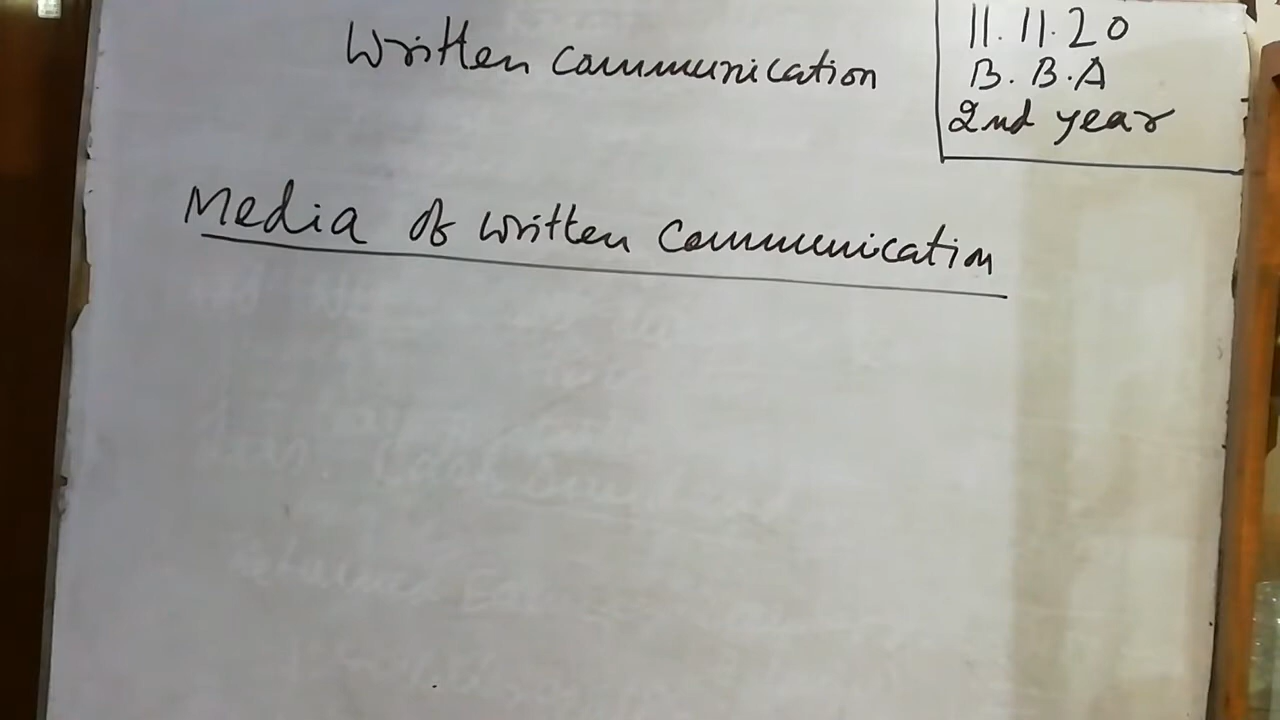 Written Communication
11.11.20
B.B.A
2nd year
Media of Written Communication